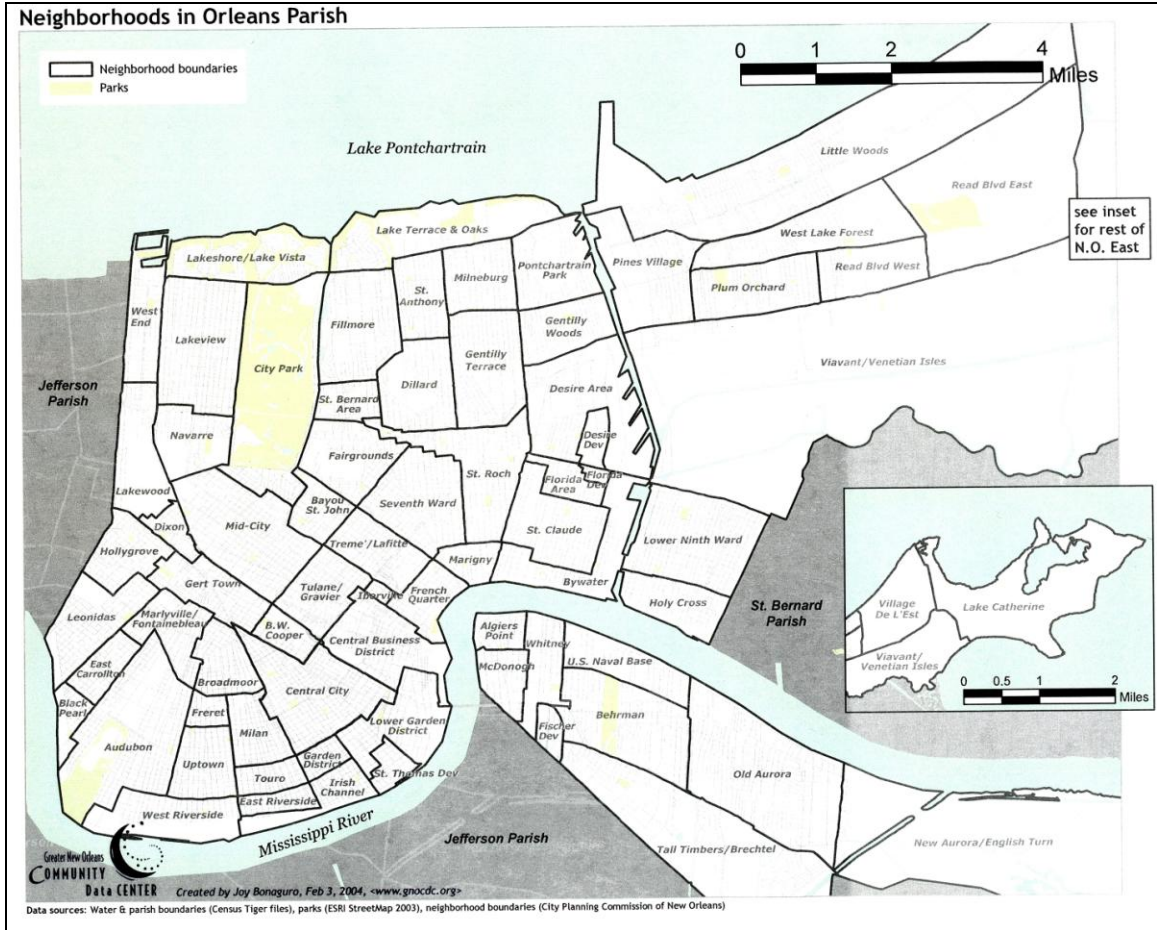 Neighborhoods in Orleans Parish
Neighborhood boundaries
Parks
0 1 2 4
Miles
Lake Pontchartrain
Little Woods
Read Blvd East
see inset
for rest of
N.O. East
Lake Terrace & Oaks
West Lake Forest
Lakeshore/Lake Vista
Pontchartrain
Park
Pines Village
Read Blvd West
Milneburg
St.
Anthony
Plum Orchard
West
End
Lakeview
Fillmore
Gentilly
Woods
City Park
Gentilly
Terrace
Viavant/Venetian Isles
Jefferson
Parish
Dillard
Desire Area
St. Bernard
Area
Navarre
Desire
Dev
Fairgrounds
St. Roch
Florida
Area
Florida
Dev
Lakewood
Bayou
St. John
Seventh Ward
Dixon
Mid-City
St. Claude
Lower Ninth Ward
Hollygrove
Treme'/Lafitte
Marigny
Gert Town
Tulane/
Gravier
Iberville
French
Quarter
Bywater
Holy Cross
St. Bernard
Parish
Leonidas
Marlyville/
Fontainebleau
B.W.
Cooper
Central Business
District
Algiers
Point
Whitney
U.S. Naval Base
McDonogh
East
Carrollton
Broadmoor
Central City
Black
Pearl
Freret
Milan
Lower Garden
District
Behrman
Fischer
Dev
Audubon
Uptown
Garden
District
Touro
St. Thomas Dev
Irish
Channel
Old Aurora
East Riverside
West Riverside
Mississippi River
Jefferson Parish
Tall Timbers/Brechtel
New Aurora/English Turn
Village
De L'Est
Lake Catherine
Viavant/
Venetian Isles
0 0.5 1 2
Miles
Greater New Orleans
COMMUNITY
Data CENTER
Created by Joy Bonaguro, Feb 3, 2004, <www.gnocdc.org>
Data sources: Water & parish boundaries (Census Tiger files), parks (ESRI StreetMap 2003), neighborhood boundaries (City Planning Commission of New Orleans)